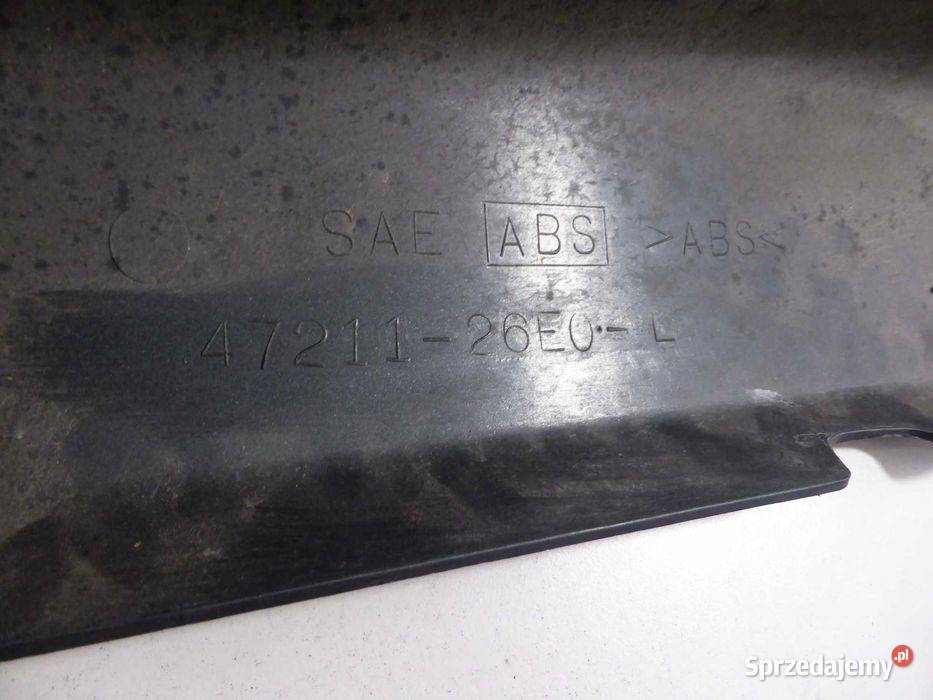 SAE ABS >ABS<
47211-26E0-L
Sprzedajemy.pl